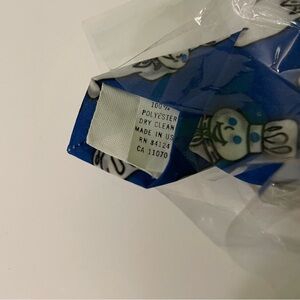 100%
POLYESTER
DRY CLEAN
MADE IN US
RN 84124
CA 11070